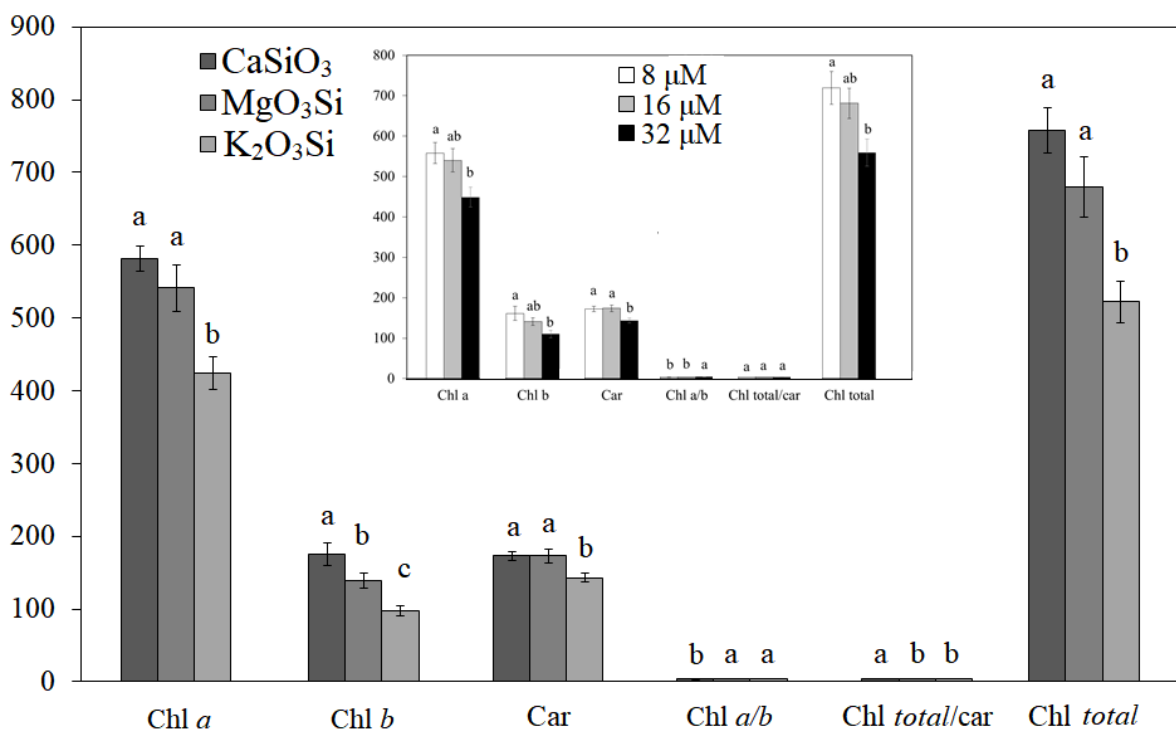 900
800
700
600
500
400
300
200
100
0
CaSiO₃
MgO₃Si
K₂O₃Si
a a b
a b c
a a b
b a a
a b b
a a b
Chl a Chl b Car Chl a/b Chl total/car Chl total
800
700
600
500
400
300
200
100
0
8 µM
16 µM
32 µM
a ab b
a ab b
a a b
b b a
a a a
a ab b
Chl a Chl b Car Chl a/b Chl total/car Chl total